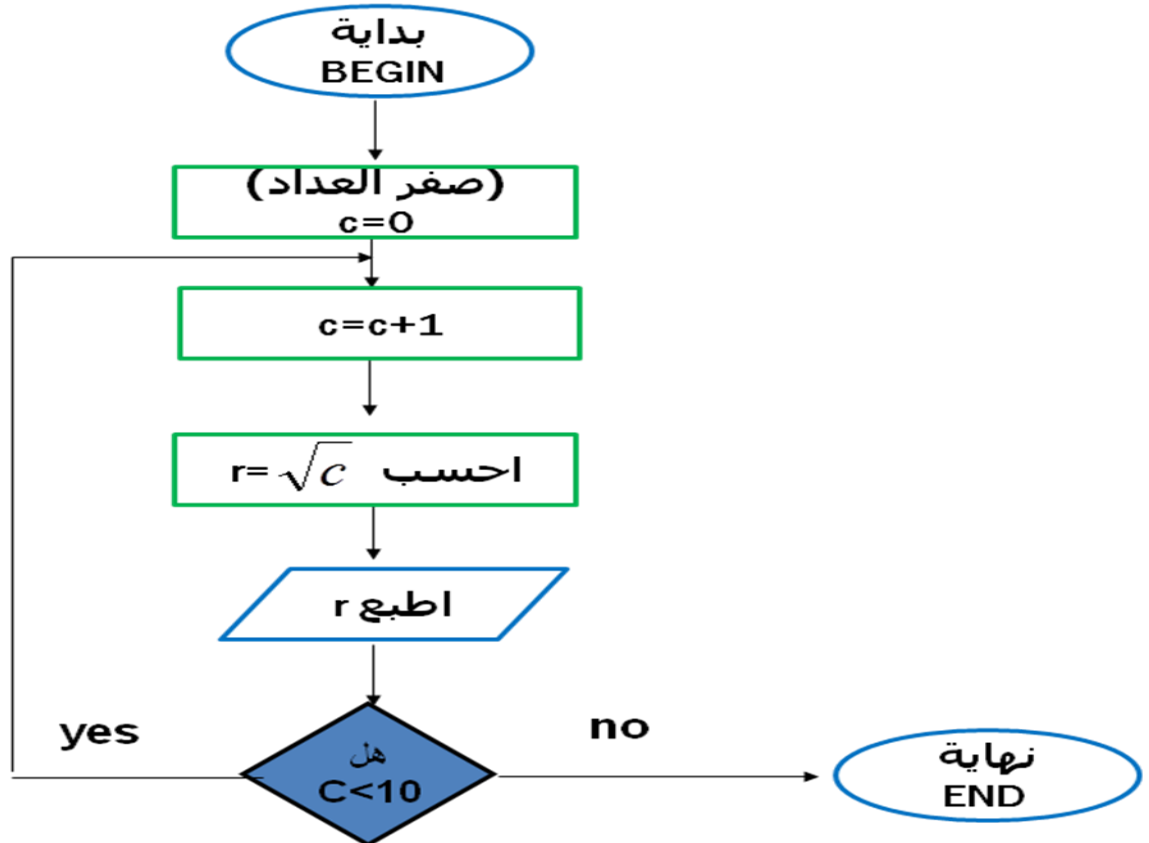 بداية
BEGIN
(صفر العداد)
c=0
c=c+1
احسب r=√c
اطبع r
yes
no
هل
C<10
نهاية
END